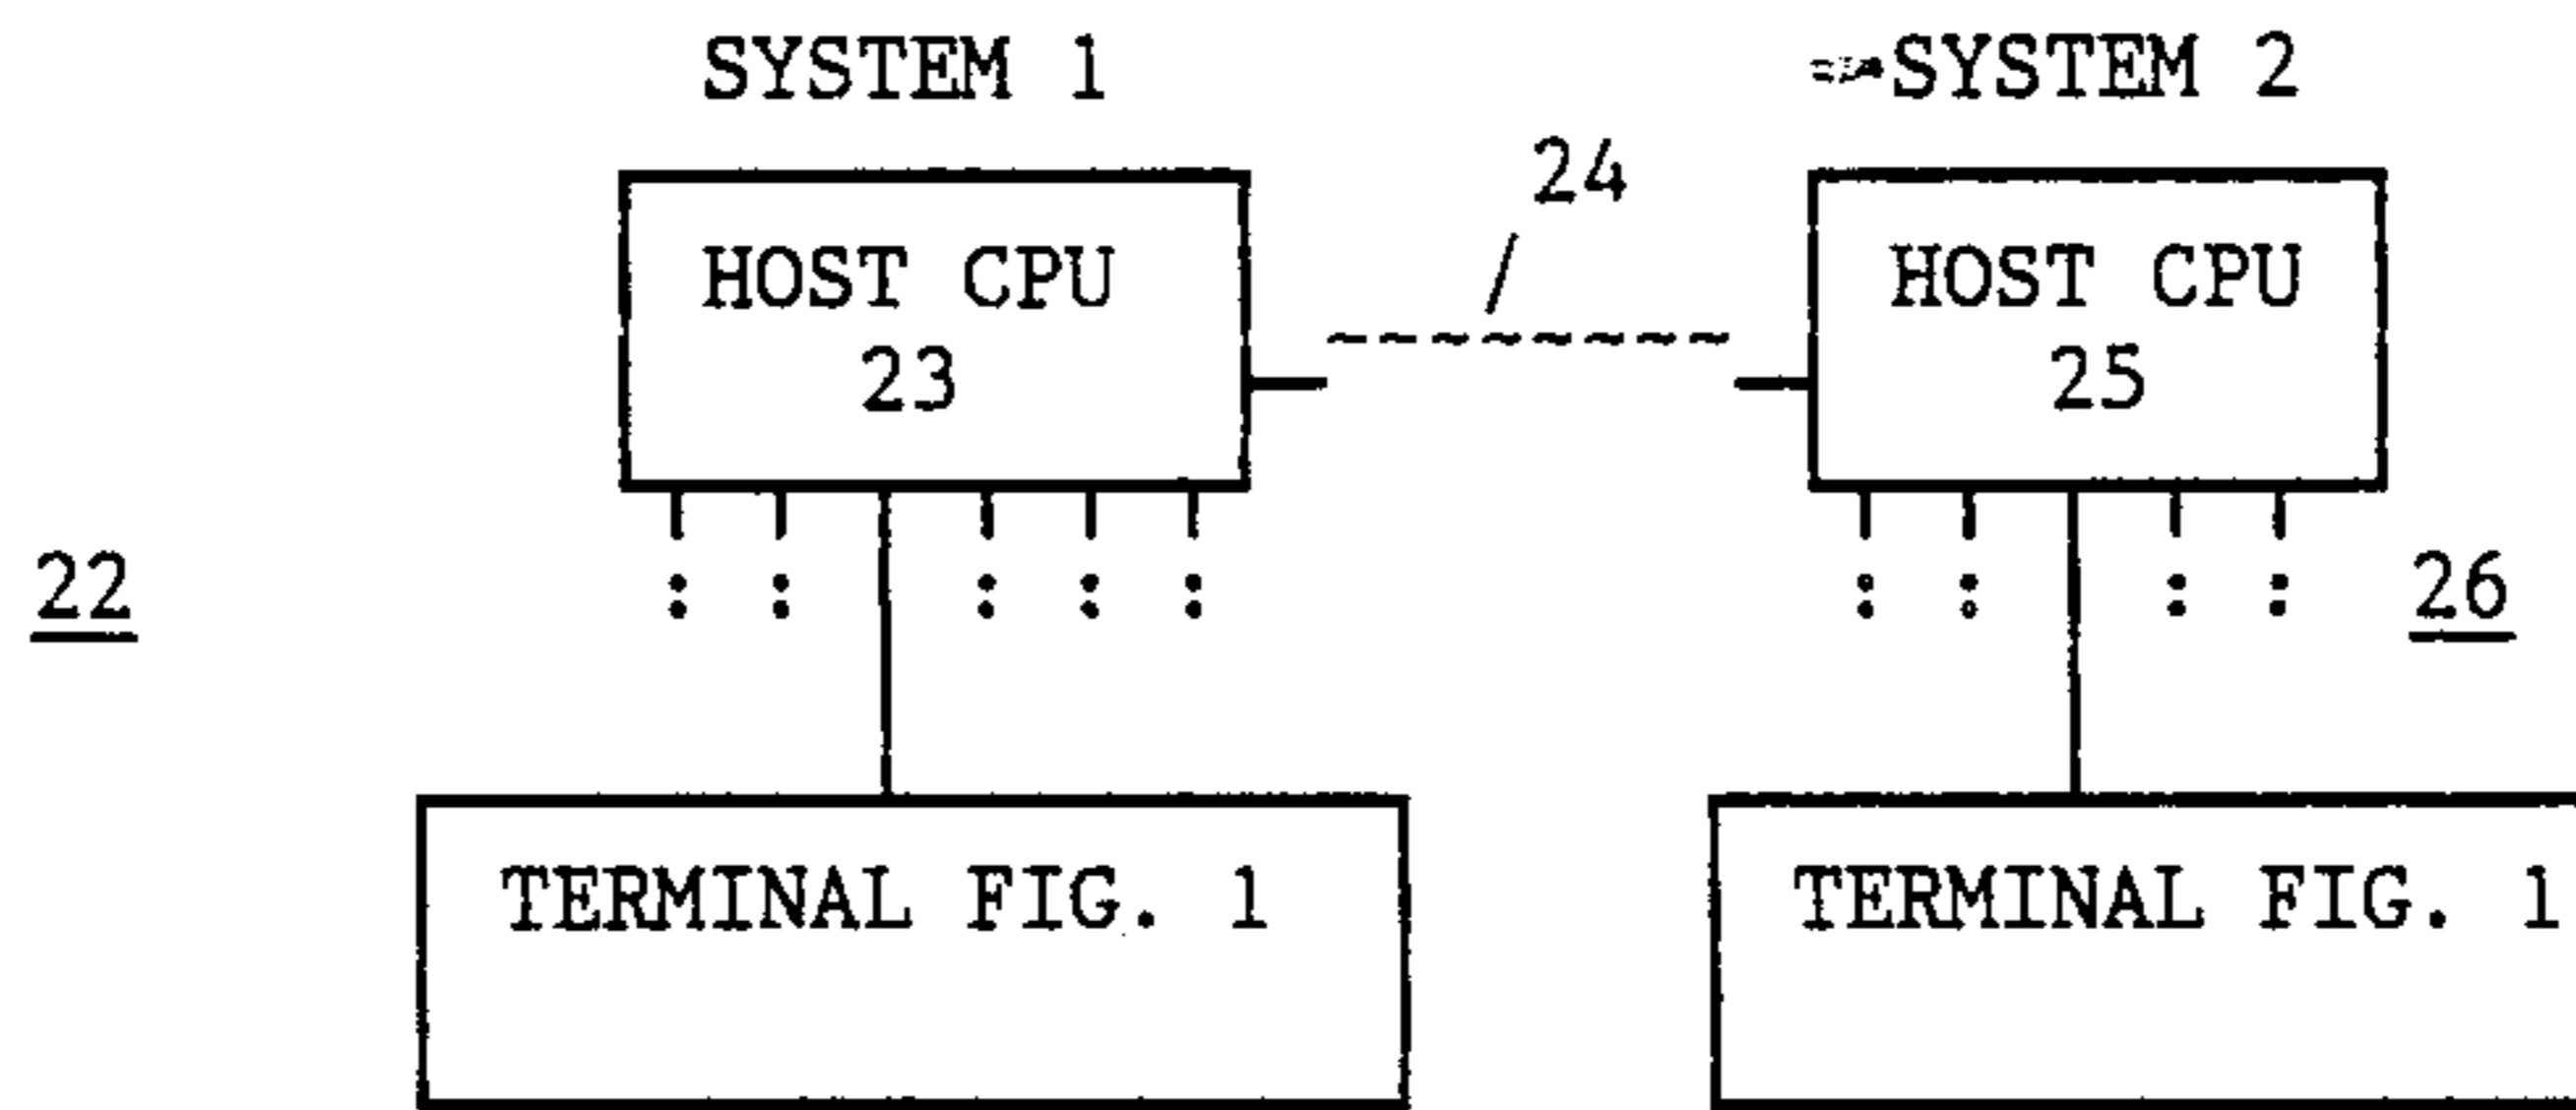 SYSTEM 1 SYSTEM 2
24
HOST CPU HOST CPU
23 25
22 26
TERMINAL FIG. 1 TERMINAL FIG. 1